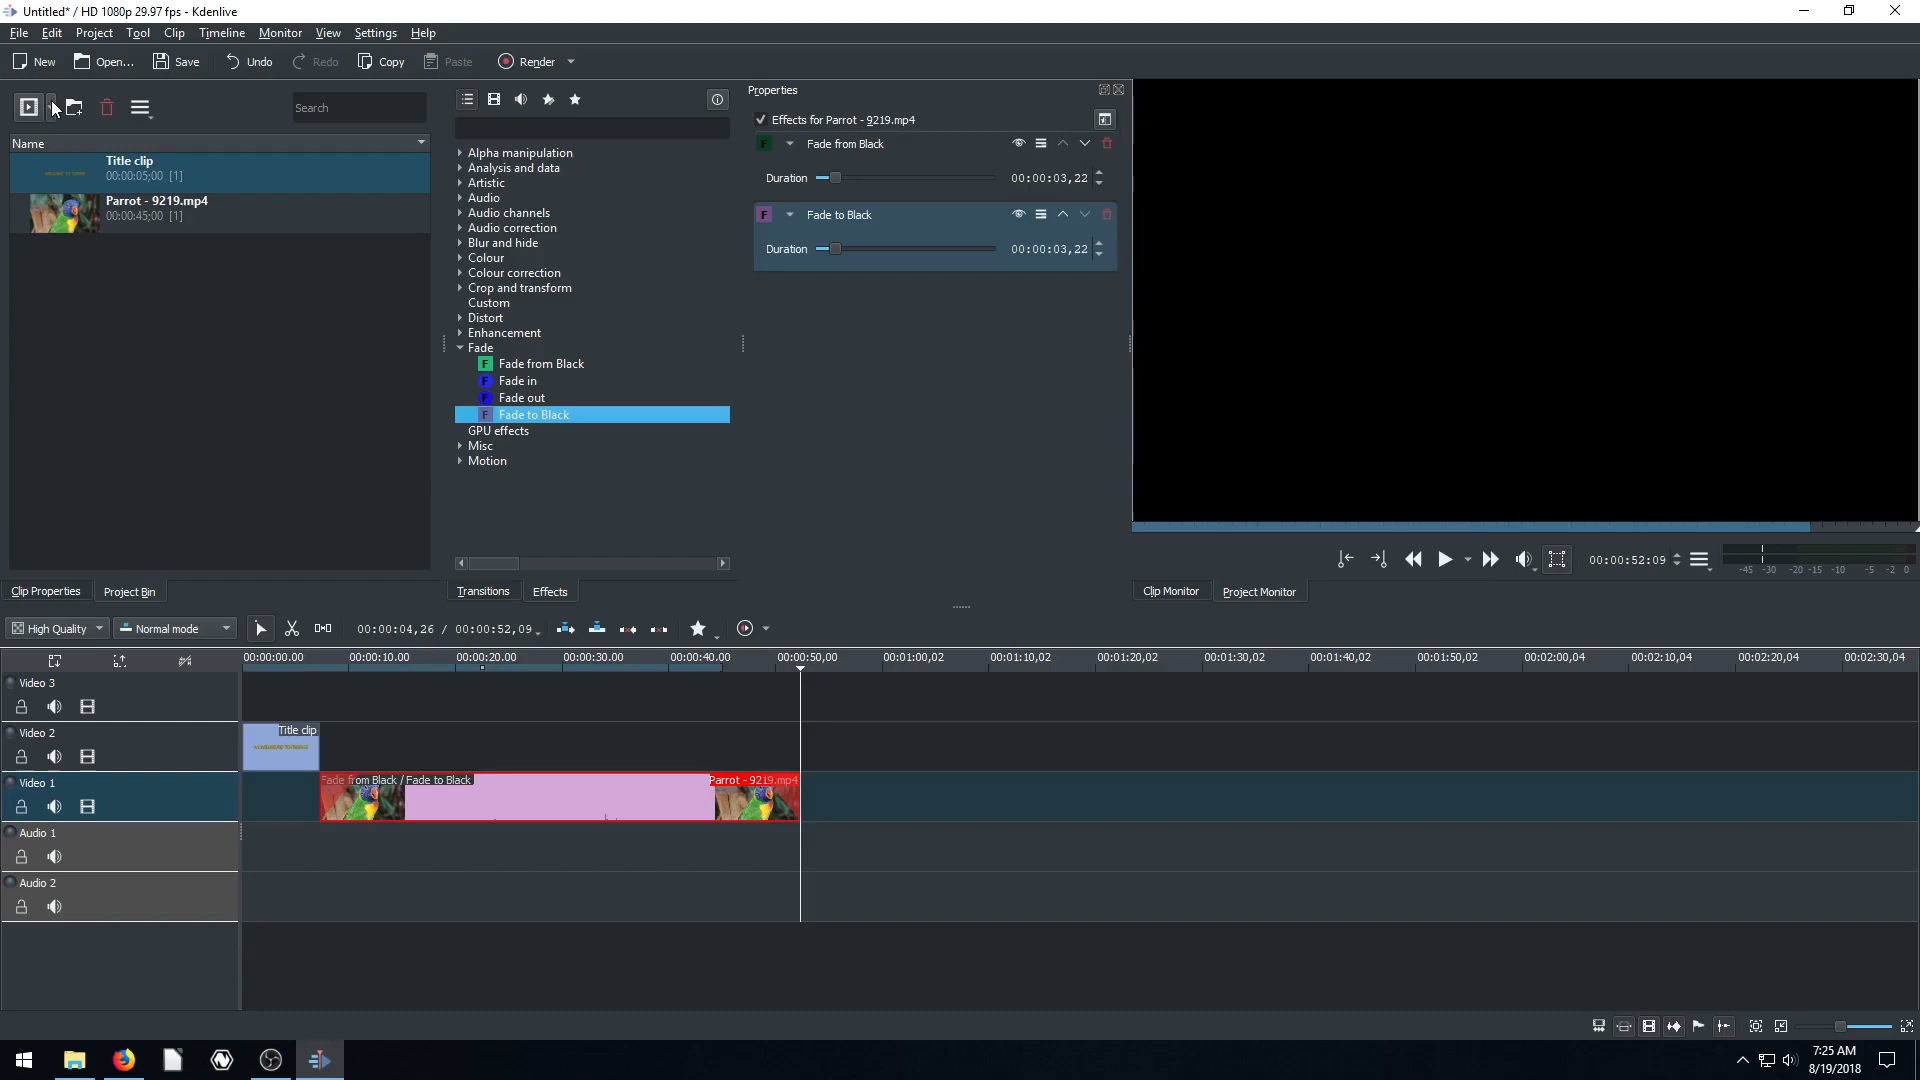 Untitled* / HD 1080p 29.97 fps - Kdenlive
File Edit Project Tool Clip Timeline Monitor View Settings Help
New Open... Save Undo Redo Copy Paste Render
Search
Name
Title clip
00:00:05;00 [1]
Parrot - 9219.mp4
00:00:45;00 [1]
Clip Properties Project Bin
Alpha manipulation
Analysis and data
Artistic
Audio
Audio channels
Audio correction
Blur and hide
Colour
Colour correction
Crop and transform
Custom
Distort
Enhancement
Fade
F Fade from Black
F Fade in
F Fade out
F Fade to Black
GPU effects
Misc
Motion
Transitions Effects
Properties
Effects for Parrot - 9219.mp4
F Fade from Black
Duration 00:00:03,22
F Fade to Black
Duration 00:00:03,22
00:00:52:09
-45 -30 -20 -15 -10 -5 -2 0
Clip Monitor Project Monitor
High Quality Normal mode 00:00:04,26 / 00:00:52,09
00:00:00.00 00:00:10.00 00:00:20.00 00:00:30.00 00:00:40.00 00:00:50,00 00:01:00,02 00:01:10,02 00:01:20,02 00:01:30,02 00:01:40,02 00:01:50,02 00:02:00,04 00:02:10,04 00:02:20,04 00:02:30,04
Video 3
Video 2
Title clip
Video 1
Fade from Black / Fade to Black
Parrot - 9219.mp4
Audio 1
Audio 2
7:25 AM
8/19/2018